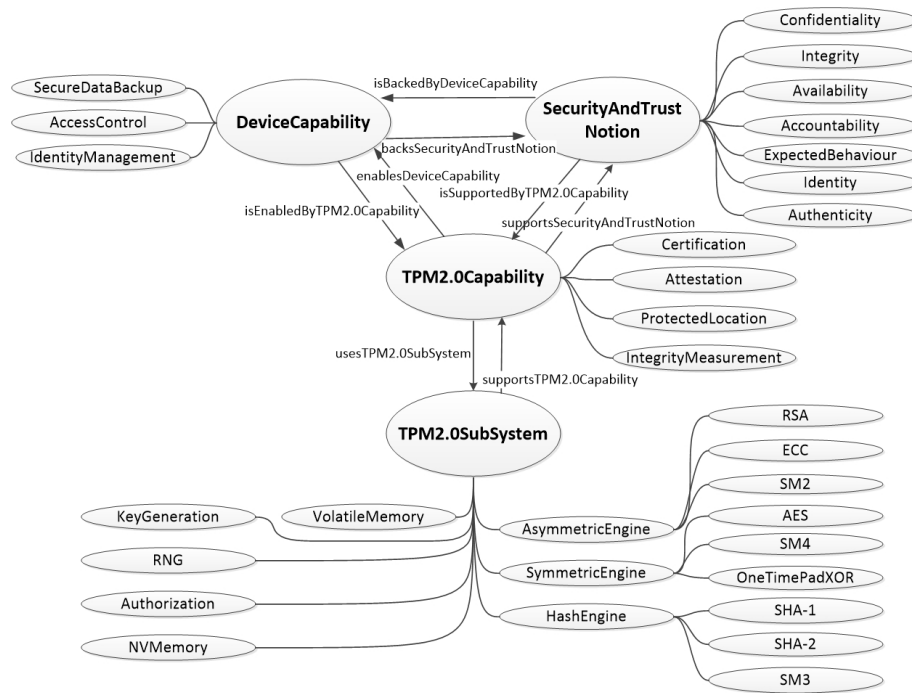 Confidentiality
Integrity
isBackedByDeviceCapability
SecureDataBackup
Availability
DeviceCapability
SecurityAndTrust
Notion
AccessControl
Accountability
backsSecurityAndTrustNotion
IdentityManagement
ExpectedBehaviour
enablesDeviceCapability
Identity
isSupportedByTPM2.0Capability
isEnabledByTPM2.0Capability
Authenticity
supportsSecurityAndTrustNotion
Certification
TPM2.0Capability
Attestation
ProtectedLocation
usesTPM2.0SubSystem
IntegrityMeasurement
supportsTPM2.0Capability
RSA
TPM2.0SubSystem
ECC
SM2
KeyGeneration
VolatileMemory
AES
AsymmetricEngine
SM4
RNG
SymmetricEngine
OneTimePadXOR
Authorization
SHA-1
HashEngine
SHA-2
NVMemory
SM3